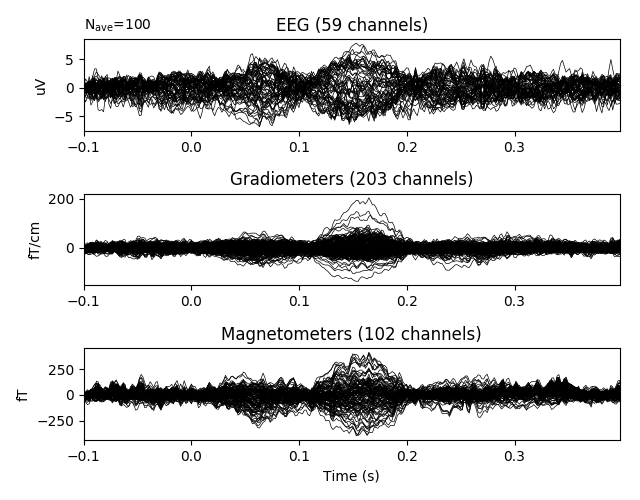 Nave=100
EEG (59 channels)
5
0
−5
uV
−0.1 0.0 0.1 0.2 0.3
Gradiometers (203 channels)
200
0
fT/cm
−0.1 0.0 0.1 0.2 0.3
Magnetometers (102 channels)
250
0
−250
fT
−0.1 0.0 0.1 0.2 0.3
Time (s)